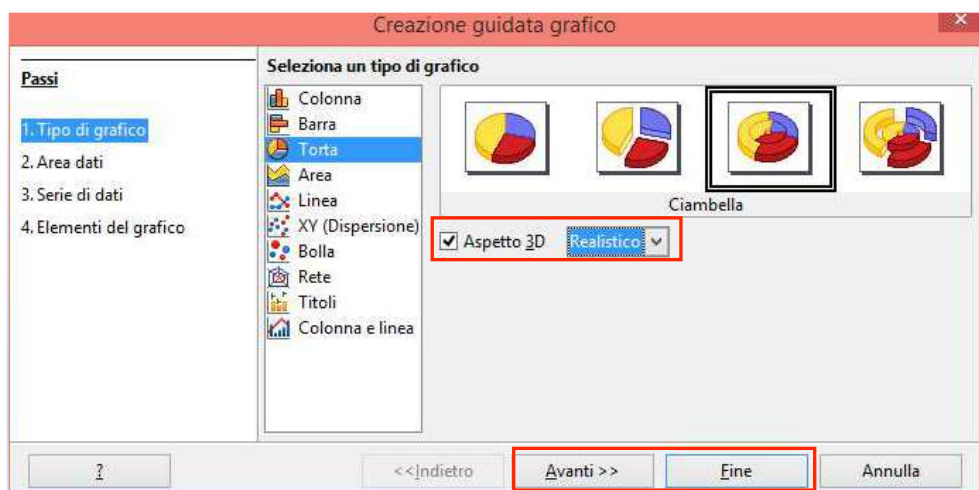 Creazione guidata grafico
Passi
1. Tipo di grafico
2. Area dati
3. Serie di dati
4. Elementi del grafico
Seleziona un tipo di grafico
Colonna
Barra
Torta
Area
Linea
XY (Dispersione)
Bolla
Rete
Titoli
Colonna e linea
Ciambella
Aspetto 3D Realistico
? <<Indietro Avanti >> Fine Annulla